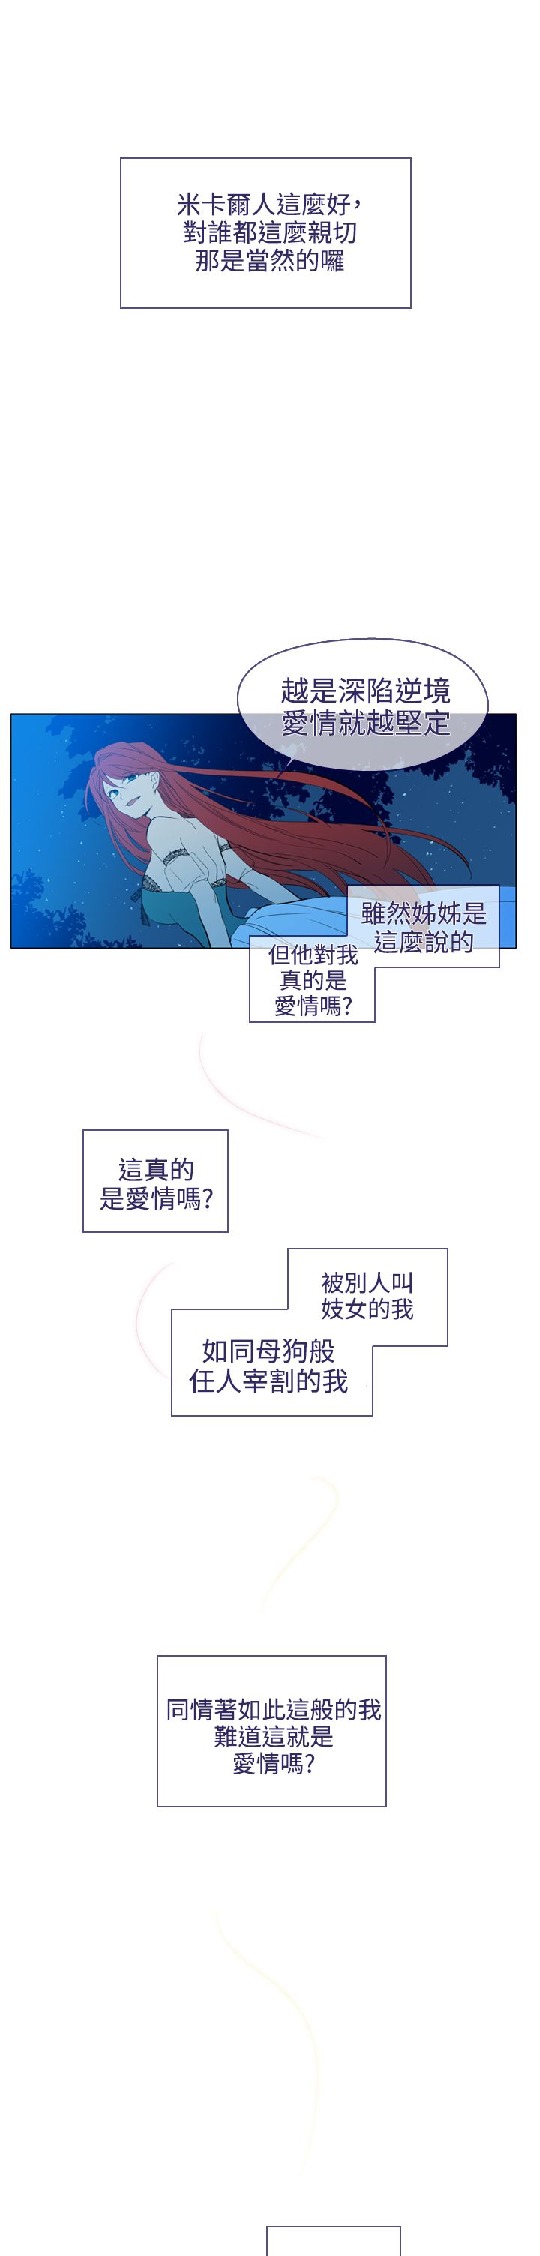 米卡爾人這麼好，
對誰都這麼親切
那是當然的囉
越是深陷逆境
愛情就越堅定
雖然姊姊是
這麼說的
但他對我
真的是
愛情嗎?
這真的
是愛情嗎?
被別人叫
妓女的我
如同母狗般
任人宰割的我
同情著如此這般的我
難道這就是
愛情嗎?